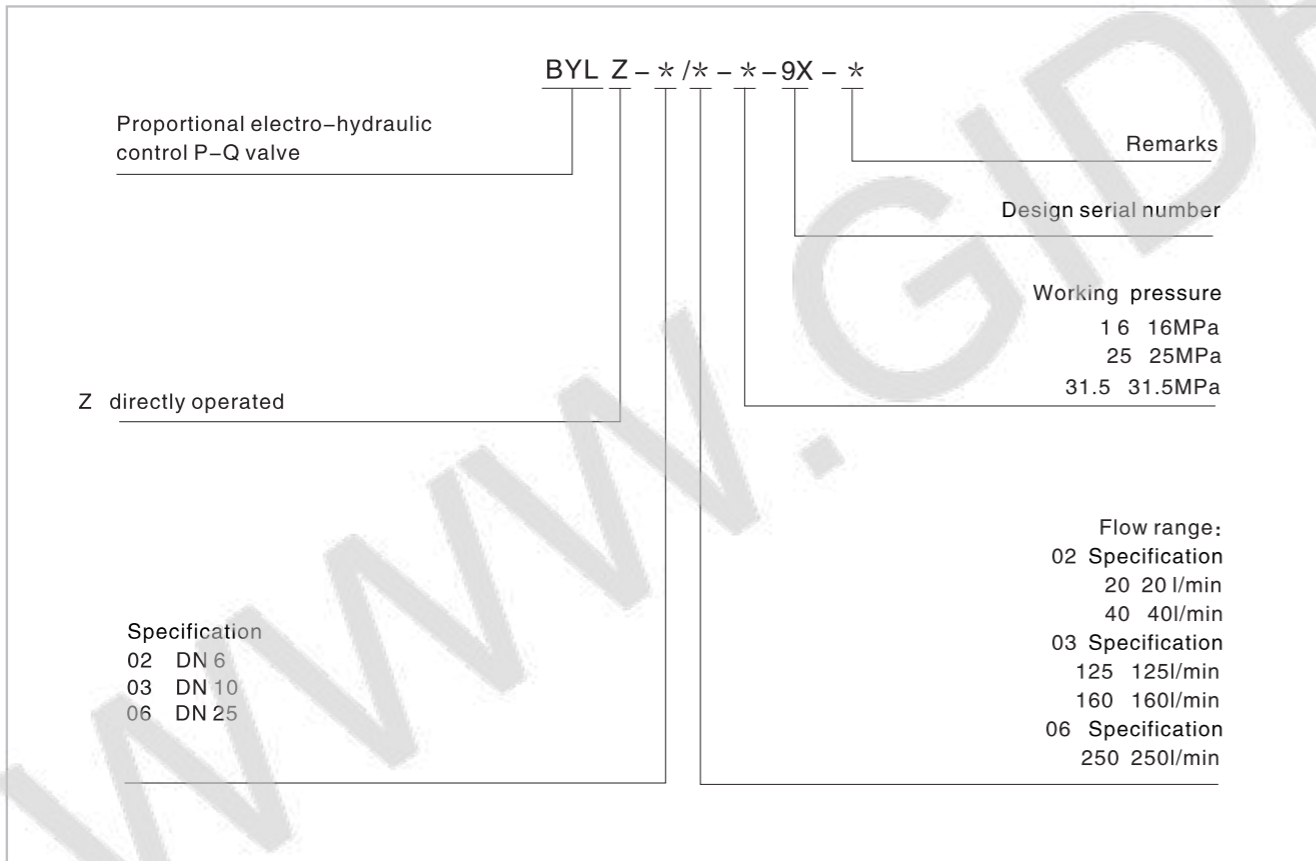 BYL Z – * /* – * – 9X – *
Proportional electro–hydraulic
control P–Q valve
Remarks
Design serial number
Working pressure
1 6 16MPa
25 25MPa
31.5 31.5MPa
Z directly operated
Flow range:
02 Specification
20 20 l/min
40 40l/min
03 Specification
125 125l/min
160 160l/min
06 Specification
250 250l/min
Specification
02 DN 6
03 DN 10
06 DN 25
WWW.GID